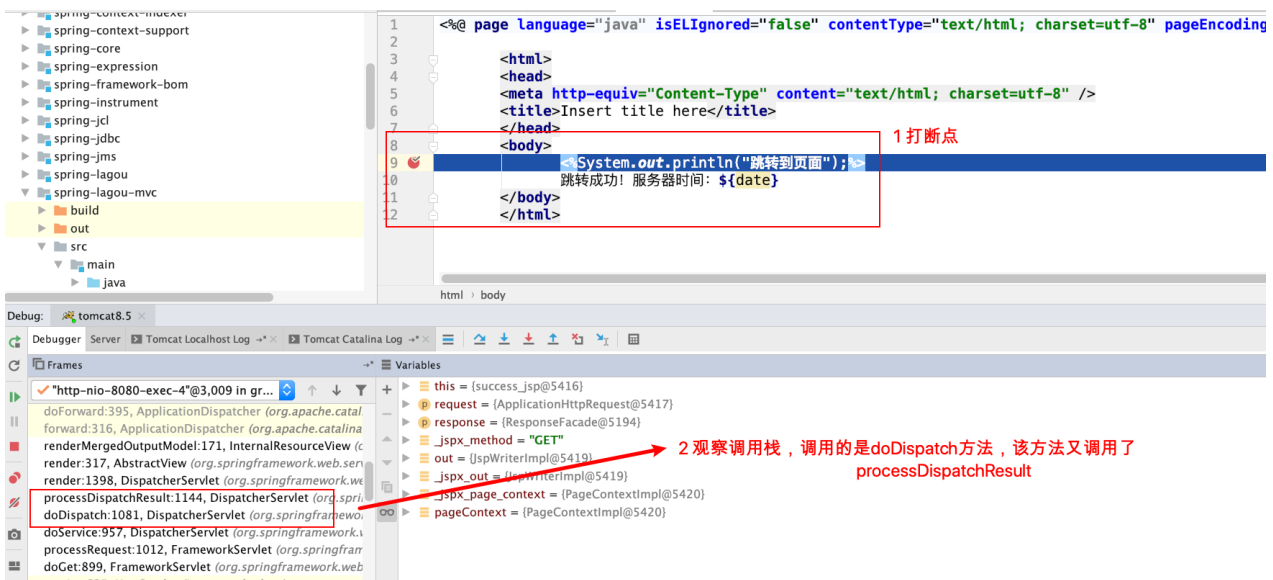 spring-context-indexer
spring-context-support
spring-core
spring-expression
spring-framework-bom
spring-instrument
spring-jcl
spring-jdbc
spring-jms
spring-lagou
spring-lagou-mvc
build
out
src
main
java
1 <%@ page language="java" isELIgnored="false" contentType="text/html; charset=utf-8" pageEncoding
2
3 <html>
4 <head>
5 <meta http-equiv="Content-Type" content="text/html; charset=utf-8" />
6 <title>Insert title here</title>
7 </head>
8 <body>
9 <%System.out.println("跳转到页面");%>
10 跳转成功！服务器时间：${date}
11 </body>
12 </html>
1 打断点
html › body
Debug: tomcat8.5
Debugger Server Tomcat Localhost Log Tomcat Catalina Log
Frames
"http-nio-8080-exec-4"@3,009 in gr...
doForward:395, ApplicationDispatcher (org.apache.catal
forward:316, ApplicationDispatcher (org.apache.catalina
renderMergedOutputModel:171, InternalResourceView (
render:317, AbstractView (org.springframework.web.serv
render:1398, DispatcherServlet (org.springframework.we
processDispatchResult:1144, DispatcherServlet (org.spri
doDispatch:1081, DispatcherServlet (org.springframewo
doService:957, DispatcherServlet (org.springframework.
processRequest:1012, FrameworkServlet (org.springfram
doGet:899, FrameworkServlet (org.springframework.web
Variables
this = {success_jsp@5416}
request = {ApplicationHttpRequest@5417}
response = {ResponseFacade@5194}
_jspx_method = "GET"
out = {JspWriterImpl@5419}
_jspx_out = {JspWriterImpl@5419}
_jspx_page_context = {PageContextImpl@5420}
pageContext = {PageContextImpl@5420}
2 观察调用栈，调用的是doDispatch方法，该方法又调用了
processDispatchResult